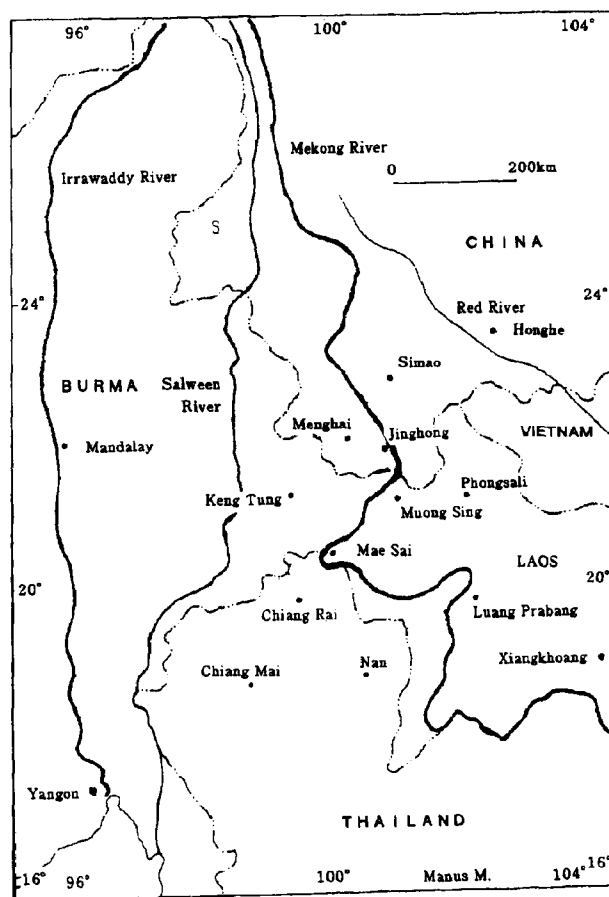 96° 100° 104°
Mekong River
0 200km
Irrawaddy River
S
CHINA
24° 24°
Red River
Honghe
Simao
BURMA Salween
River
Menghai Jinghong VIETNAM
Mandalay
Keng Tung Phongsali
Muong Sing
Mae Sai LAOS
20° 20°
Chiang Rai Luang Prabang
Chiang Mai Nan Xiangkhoang
Yangon
THAILAND
16° 96° 100° Manus M. 104° 16°